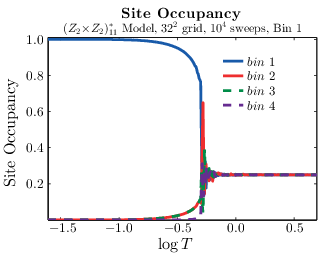 Site Occupancy
(Z₂×Z₂)*₁₁ Model, 32² grid, 10⁴ sweeps, Bin 1
Site Occupancy
1.0
0.8
0.6
0.4
0.2
bin 1
bin 2
bin 3
bin 4
−1.5 −1.0 −0.5 0.0 0.5
log T